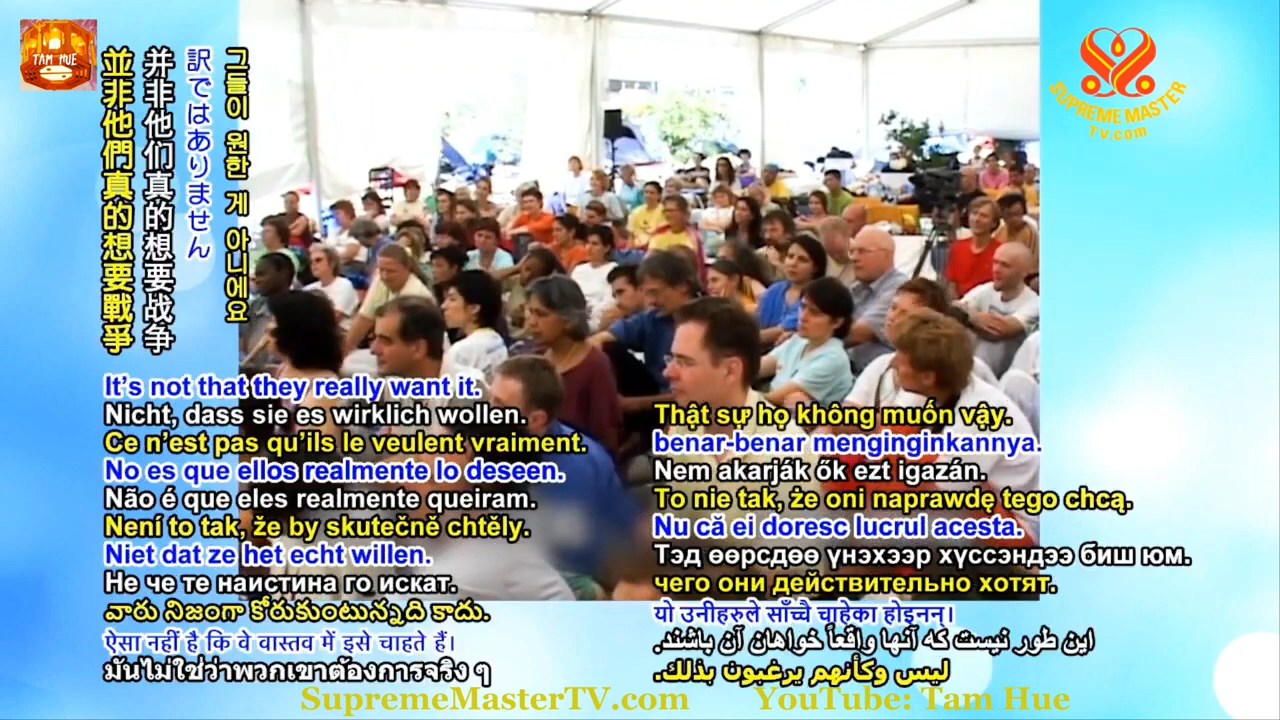 TAM HUE
SUPREME MASTER
TV.com
그들이 원한 게 아니에요
訳ではありません
并非他们真的想要战争
並非他們真的想要戰爭
It's not that they really want it.
Nicht, dass sie es wirklich wollen.
Ce n'est pas qu'ils le veulent vraiment.
No es que ellos realmente lo deseen.
Não é que eles realmente queiram.
Není to tak, že by skutečně chtěly.
Niet dat ze het echt willen.
Не че те наистина го искат.
వారు నిజంగా కోరుకుంటున్నది కాదు.
ऐसा नहीं है कि वे वास्तव में इसे चाहते हैं।
มันไม่ใช่ว่าพวกเขาต้องการจริง ๆ
Thật sự họ không muốn vậy.
benar-benar menginginkannya.
Nem akarják ők ezt igazán.
To nie tak, że oni naprawdę tego chcą.
Nu că ei doresc lucrul acesta.
Тэд өөрсдөө үнэхээр хүссэндээ биш юм.
чего они действительно хотят.
यो उनीहरुले साँच्चै चाहेका होइनन्।
این طور نیست که آنها واقعاً خواهان آن باشند.
ليس وكأنهم يرغبون بذلك.
SupremeMasterTV.com YouTube: Tam Hue